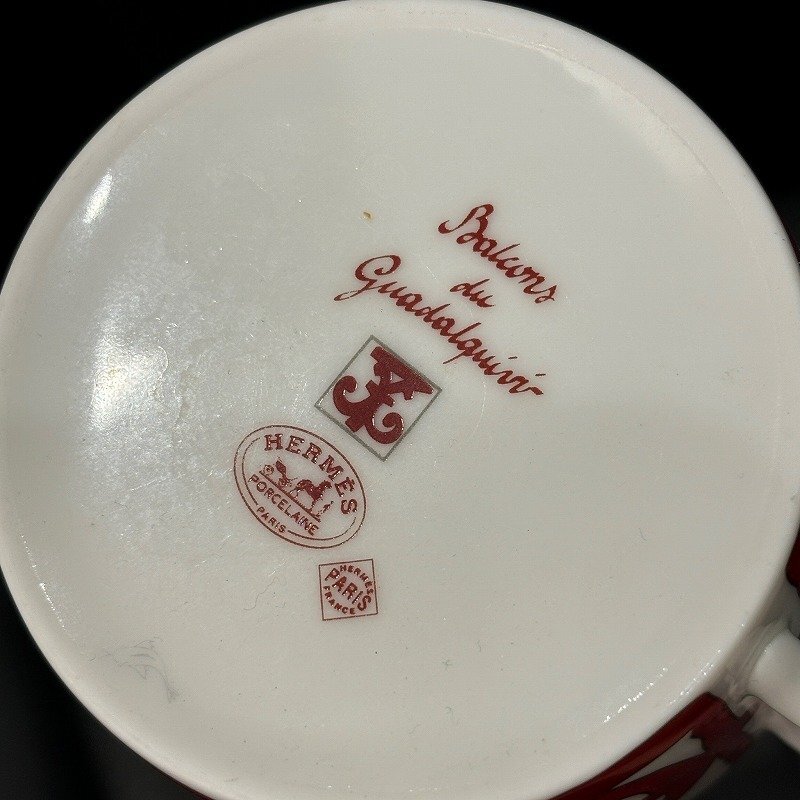 Balcons
du
Guadalquivir
HERMÈS
PORCELAINE
PARIS
HERMÈS
PARIS
FRANCE